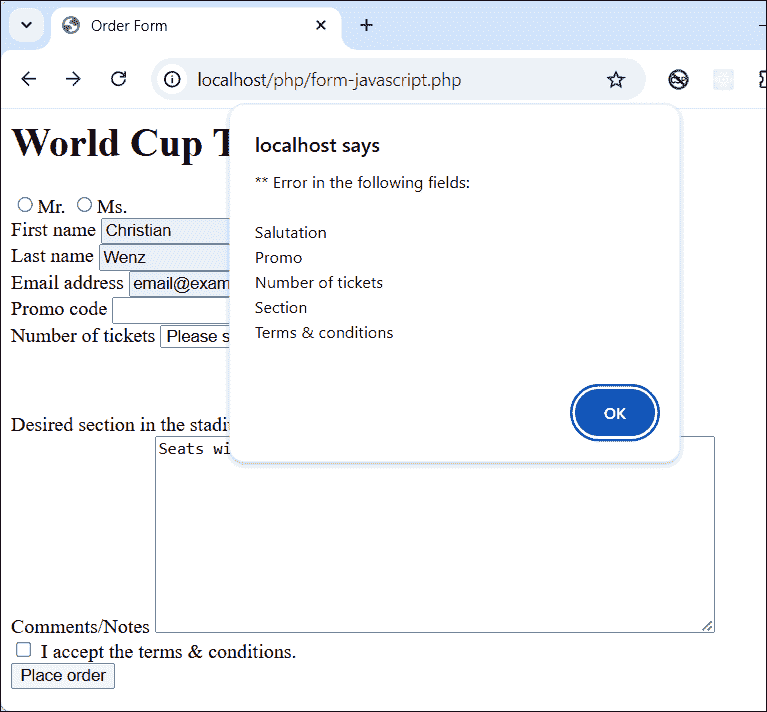 Order Form
localhost/php/form-javascript.php
World Cup
localhost says
** Error in the following fields:
Salutation
Promo
Number of tickets
Section
Terms & conditions
OK
Mr. Ms.
First name Christian
Last name Wenz
Email address email@exam
Promo code
Number of tickets Please s
Desired section in the stadi
Seats wi
Comments/Notes
I accept the terms & conditions.
Place order